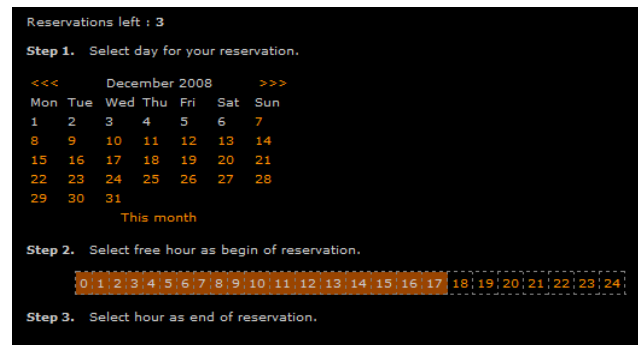 Reservations left : 3
Step 1. Select day for your reservation.
<<< December 2008 >>>
Mon Tue Wed Thu Fri Sat Sun
1 2 3 4 5 6 7
8 9 10 11 12 13 14
15 16 17 18 19 20 21
22 23 24 25 26 27 28
29 30 31
This month
Step 2. Select free hour as begin of reservation.
0 1 2 3 4 5 6 7 8 9 10 11 12 13 14 15 16 17 18 19 20 21 22 23 24
Step 3. Select hour as end of reservation.